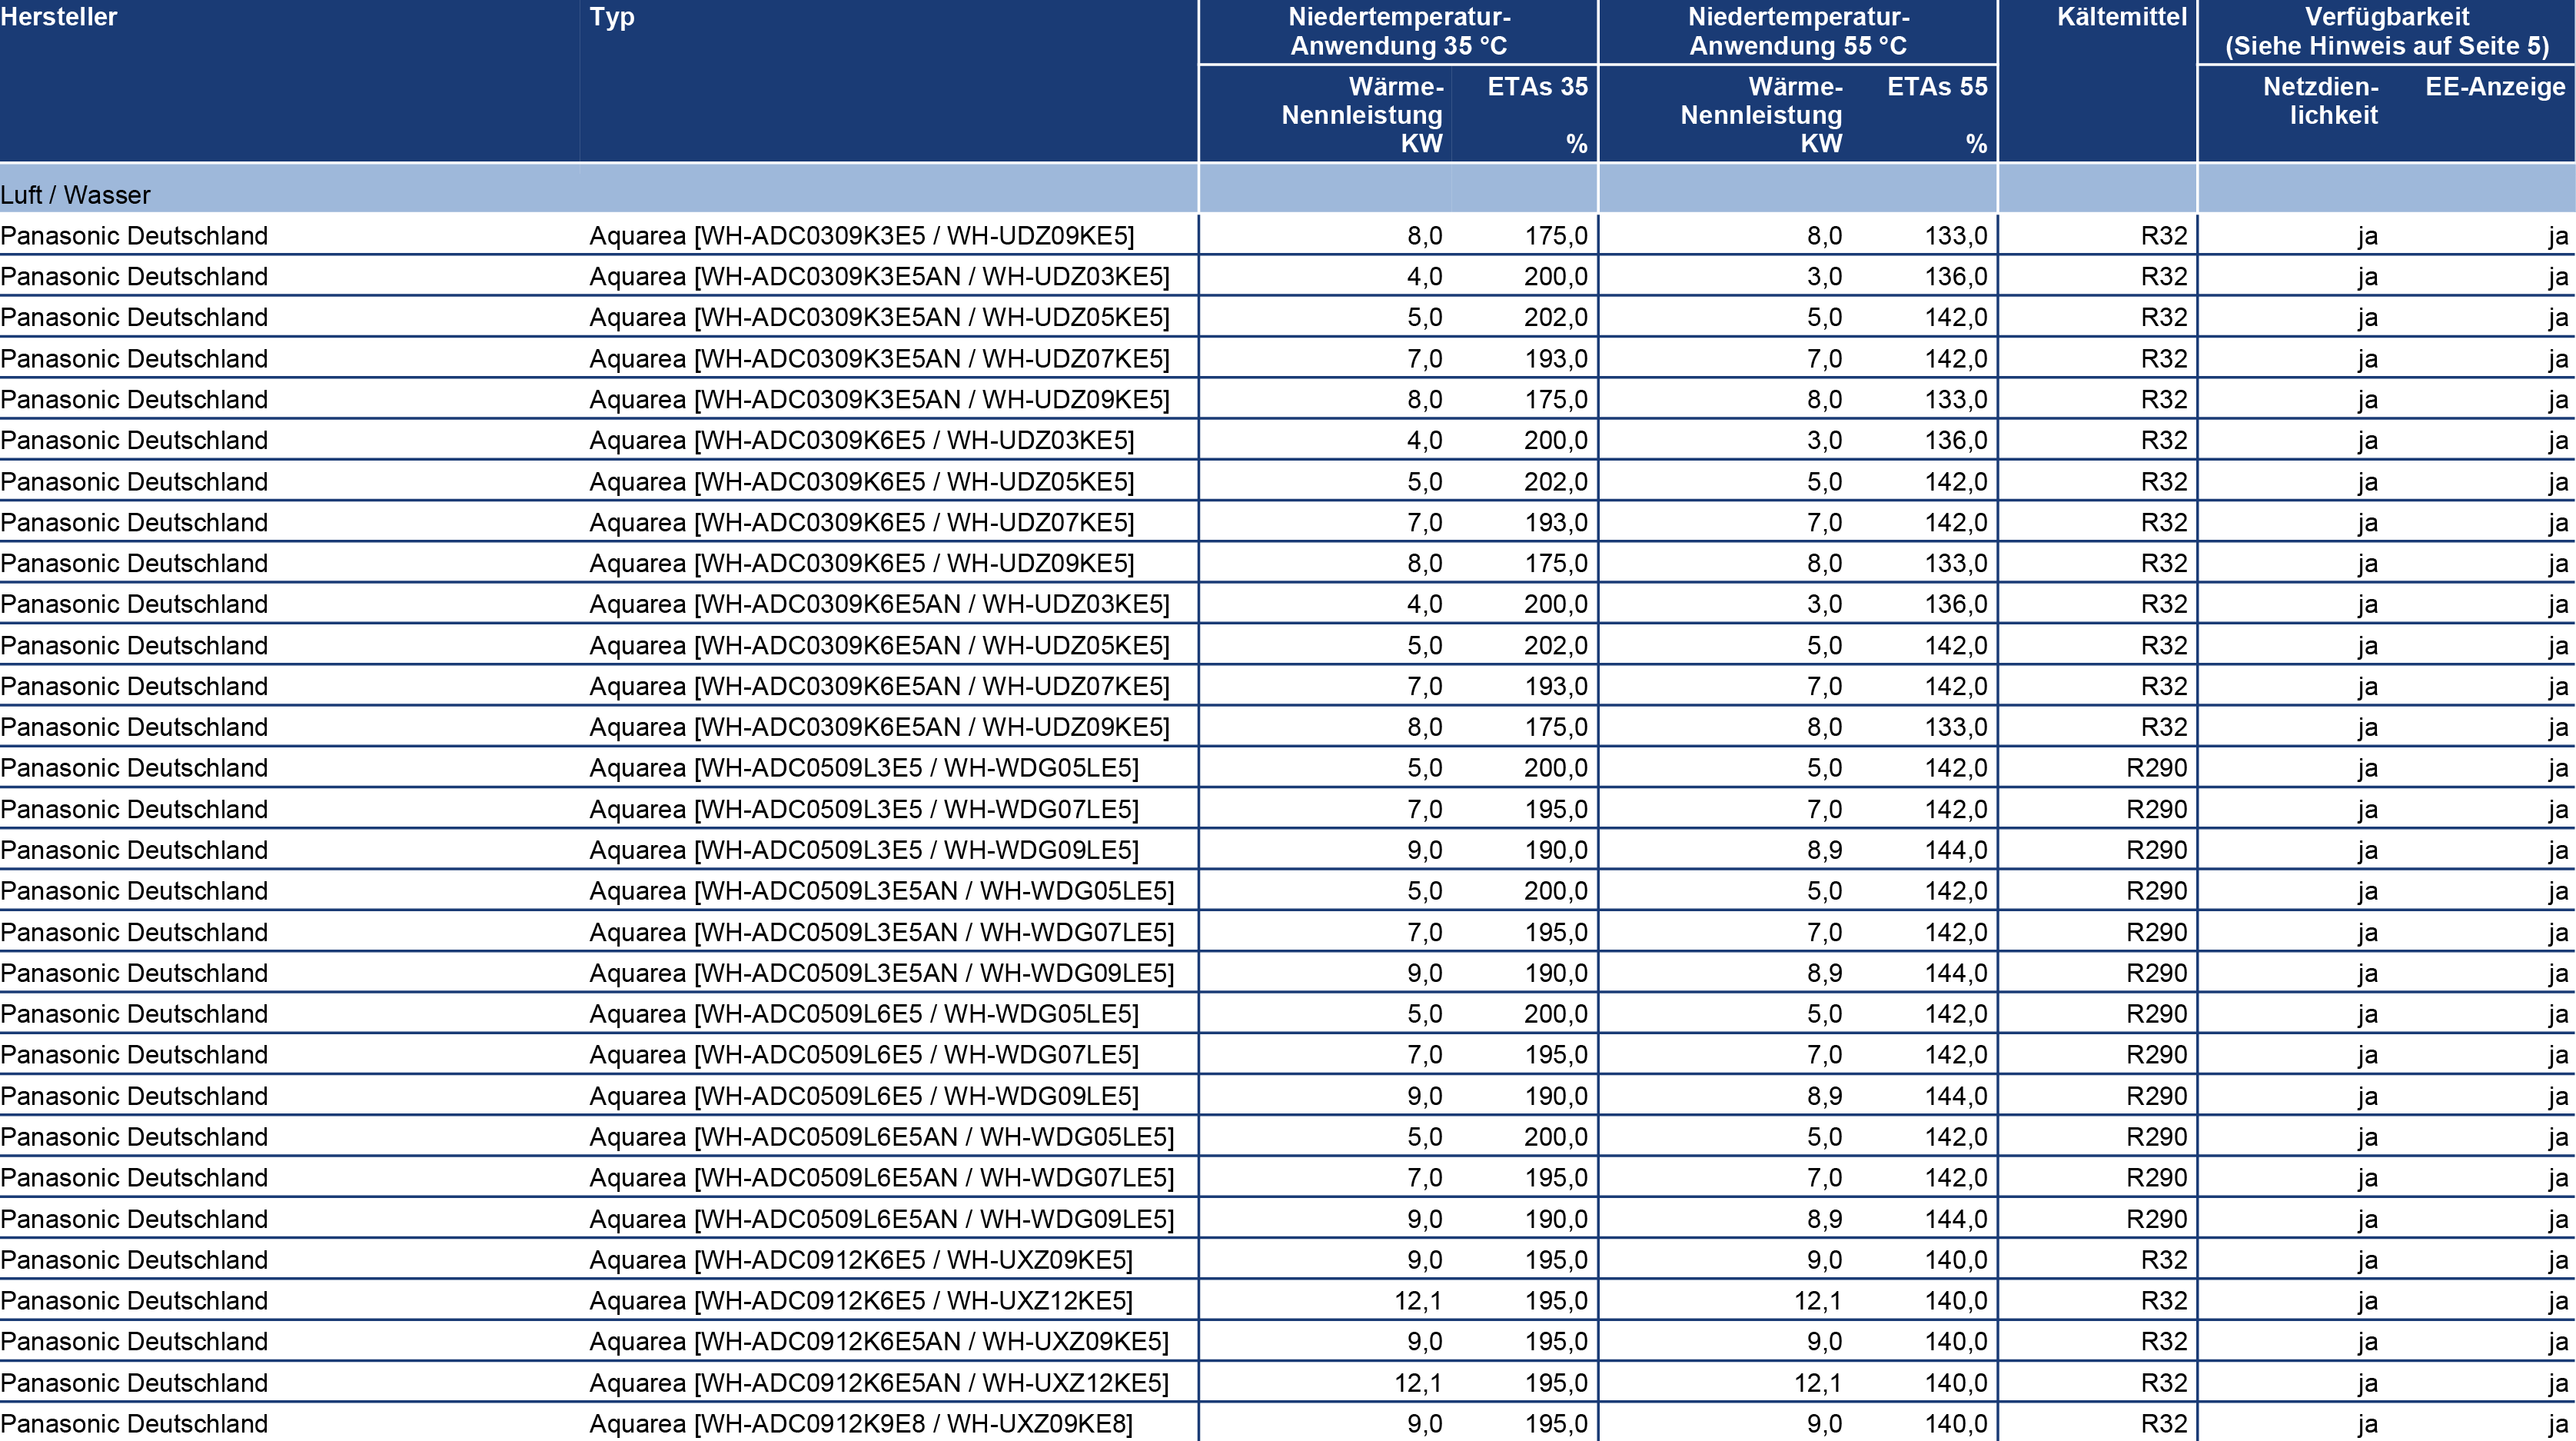 Hersteller Typ Niedertemperatur- Niedertemperatur- Kältemittel Verfügbarkeit
Anwendung 35 °C Anwendung 55 °C (Siehe Hinweis auf Seite 5)
Wärme- ETAs 35 Wärme- ETAs 55 Netzdien- EE-Anzeige
Nennleistung Nennleistung lichkeit
KW % KW %
Luft / Wasser
Panasonic Deutschland Aquarea [WH-ADC0309K3E5 / WH-UDZ09KE5] 8,0 175,0 8,0 133,0 R32 ja ja
Panasonic Deutschland Aquarea [WH-ADC0309K3E5AN / WH-UDZ03KE5] 4,0 200,0 3,0 136,0 R32 ja ja
Panasonic Deutschland Aquarea [WH-ADC0309K3E5AN / WH-UDZ05KE5] 5,0 202,0 5,0 142,0 R32 ja ja
Panasonic Deutschland Aquarea [WH-ADC0309K3E5AN / WH-UDZ07KE5] 7,0 193,0 7,0 142,0 R32 ja ja
Panasonic Deutschland Aquarea [WH-ADC0309K3E5AN / WH-UDZ09KE5] 8,0 175,0 8,0 133,0 R32 ja ja
Panasonic Deutschland Aquarea [WH-ADC0309K6E5 / WH-UDZ03KE5] 4,0 200,0 3,0 136,0 R32 ja ja
Panasonic Deutschland Aquarea [WH-ADC0309K6E5 / WH-UDZ05KE5] 5,0 202,0 5,0 142,0 R32 ja ja
Panasonic Deutschland Aquarea [WH-ADC0309K6E5 / WH-UDZ07KE5] 7,0 193,0 7,0 142,0 R32 ja ja
Panasonic Deutschland Aquarea [WH-ADC0309K6E5 / WH-UDZ09KE5] 8,0 175,0 8,0 133,0 R32 ja ja
Panasonic Deutschland Aquarea [WH-ADC0309K6E5AN / WH-UDZ03KE5] 4,0 200,0 3,0 136,0 R32 ja ja
Panasonic Deutschland Aquarea [WH-ADC0309K6E5AN / WH-UDZ05KE5] 5,0 202,0 5,0 142,0 R32 ja ja
Panasonic Deutschland Aquarea [WH-ADC0309K6E5AN / WH-UDZ07KE5] 7,0 193,0 7,0 142,0 R32 ja ja
Panasonic Deutschland Aquarea [WH-ADC0309K6E5AN / WH-UDZ09KE5] 8,0 175,0 8,0 133,0 R32 ja ja
Panasonic Deutschland Aquarea [WH-ADC0509L3E5 / WH-WDG05LE5] 5,0 200,0 5,0 142,0 R290 ja ja
Panasonic Deutschland Aquarea [WH-ADC0509L3E5 / WH-WDG07LE5] 7,0 195,0 7,0 142,0 R290 ja ja
Panasonic Deutschland Aquarea [WH-ADC0509L3E5 / WH-WDG09LE5] 9,0 190,0 8,9 144,0 R290 ja ja
Panasonic Deutschland Aquarea [WH-ADC0509L3E5AN / WH-WDG05LE5] 5,0 200,0 5,0 142,0 R290 ja ja
Panasonic Deutschland Aquarea [WH-ADC0509L3E5AN / WH-WDG07LE5] 7,0 195,0 7,0 142,0 R290 ja ja
Panasonic Deutschland Aquarea [WH-ADC0509L3E5AN / WH-WDG09LE5] 9,0 190,0 8,9 144,0 R290 ja ja
Panasonic Deutschland Aquarea [WH-ADC0509L6E5 / WH-WDG05LE5] 5,0 200,0 5,0 142,0 R290 ja ja
Panasonic Deutschland Aquarea [WH-ADC0509L6E5 / WH-WDG07LE5] 7,0 195,0 7,0 142,0 R290 ja ja
Panasonic Deutschland Aquarea [WH-ADC0509L6E5 / WH-WDG09LE5] 9,0 190,0 8,9 144,0 R290 ja ja
Panasonic Deutschland Aquarea [WH-ADC0509L6E5AN / WH-WDG05LE5] 5,0 200,0 5,0 142,0 R290 ja ja
Panasonic Deutschland Aquarea [WH-ADC0509L6E5AN / WH-WDG07LE5] 7,0 195,0 7,0 142,0 R290 ja ja
Panasonic Deutschland Aquarea [WH-ADC0509L6E5AN / WH-WDG09LE5] 9,0 190,0 8,9 144,0 R290 ja ja
Panasonic Deutschland Aquarea [WH-ADC0912K6E5 / WH-UXZ09KE5] 9,0 195,0 9,0 140,0 R32 ja ja
Panasonic Deutschland Aquarea [WH-ADC0912K6E5 / WH-UXZ12KE5] 12,1 195,0 12,1 140,0 R32 ja ja
Panasonic Deutschland Aquarea [WH-ADC0912K6E5AN / WH-UXZ09KE5] 9,0 195,0 9,0 140,0 R32 ja ja
Panasonic Deutschland Aquarea [WH-ADC0912K6E5AN / WH-UXZ12KE5] 12,1 195,0 12,1 140,0 R32 ja ja
Panasonic Deutschland Aquarea [WH-ADC0912K9E8 / WH-UXZ09KE8] 9,0 195,0 9,0 140,0 R32 ja ja